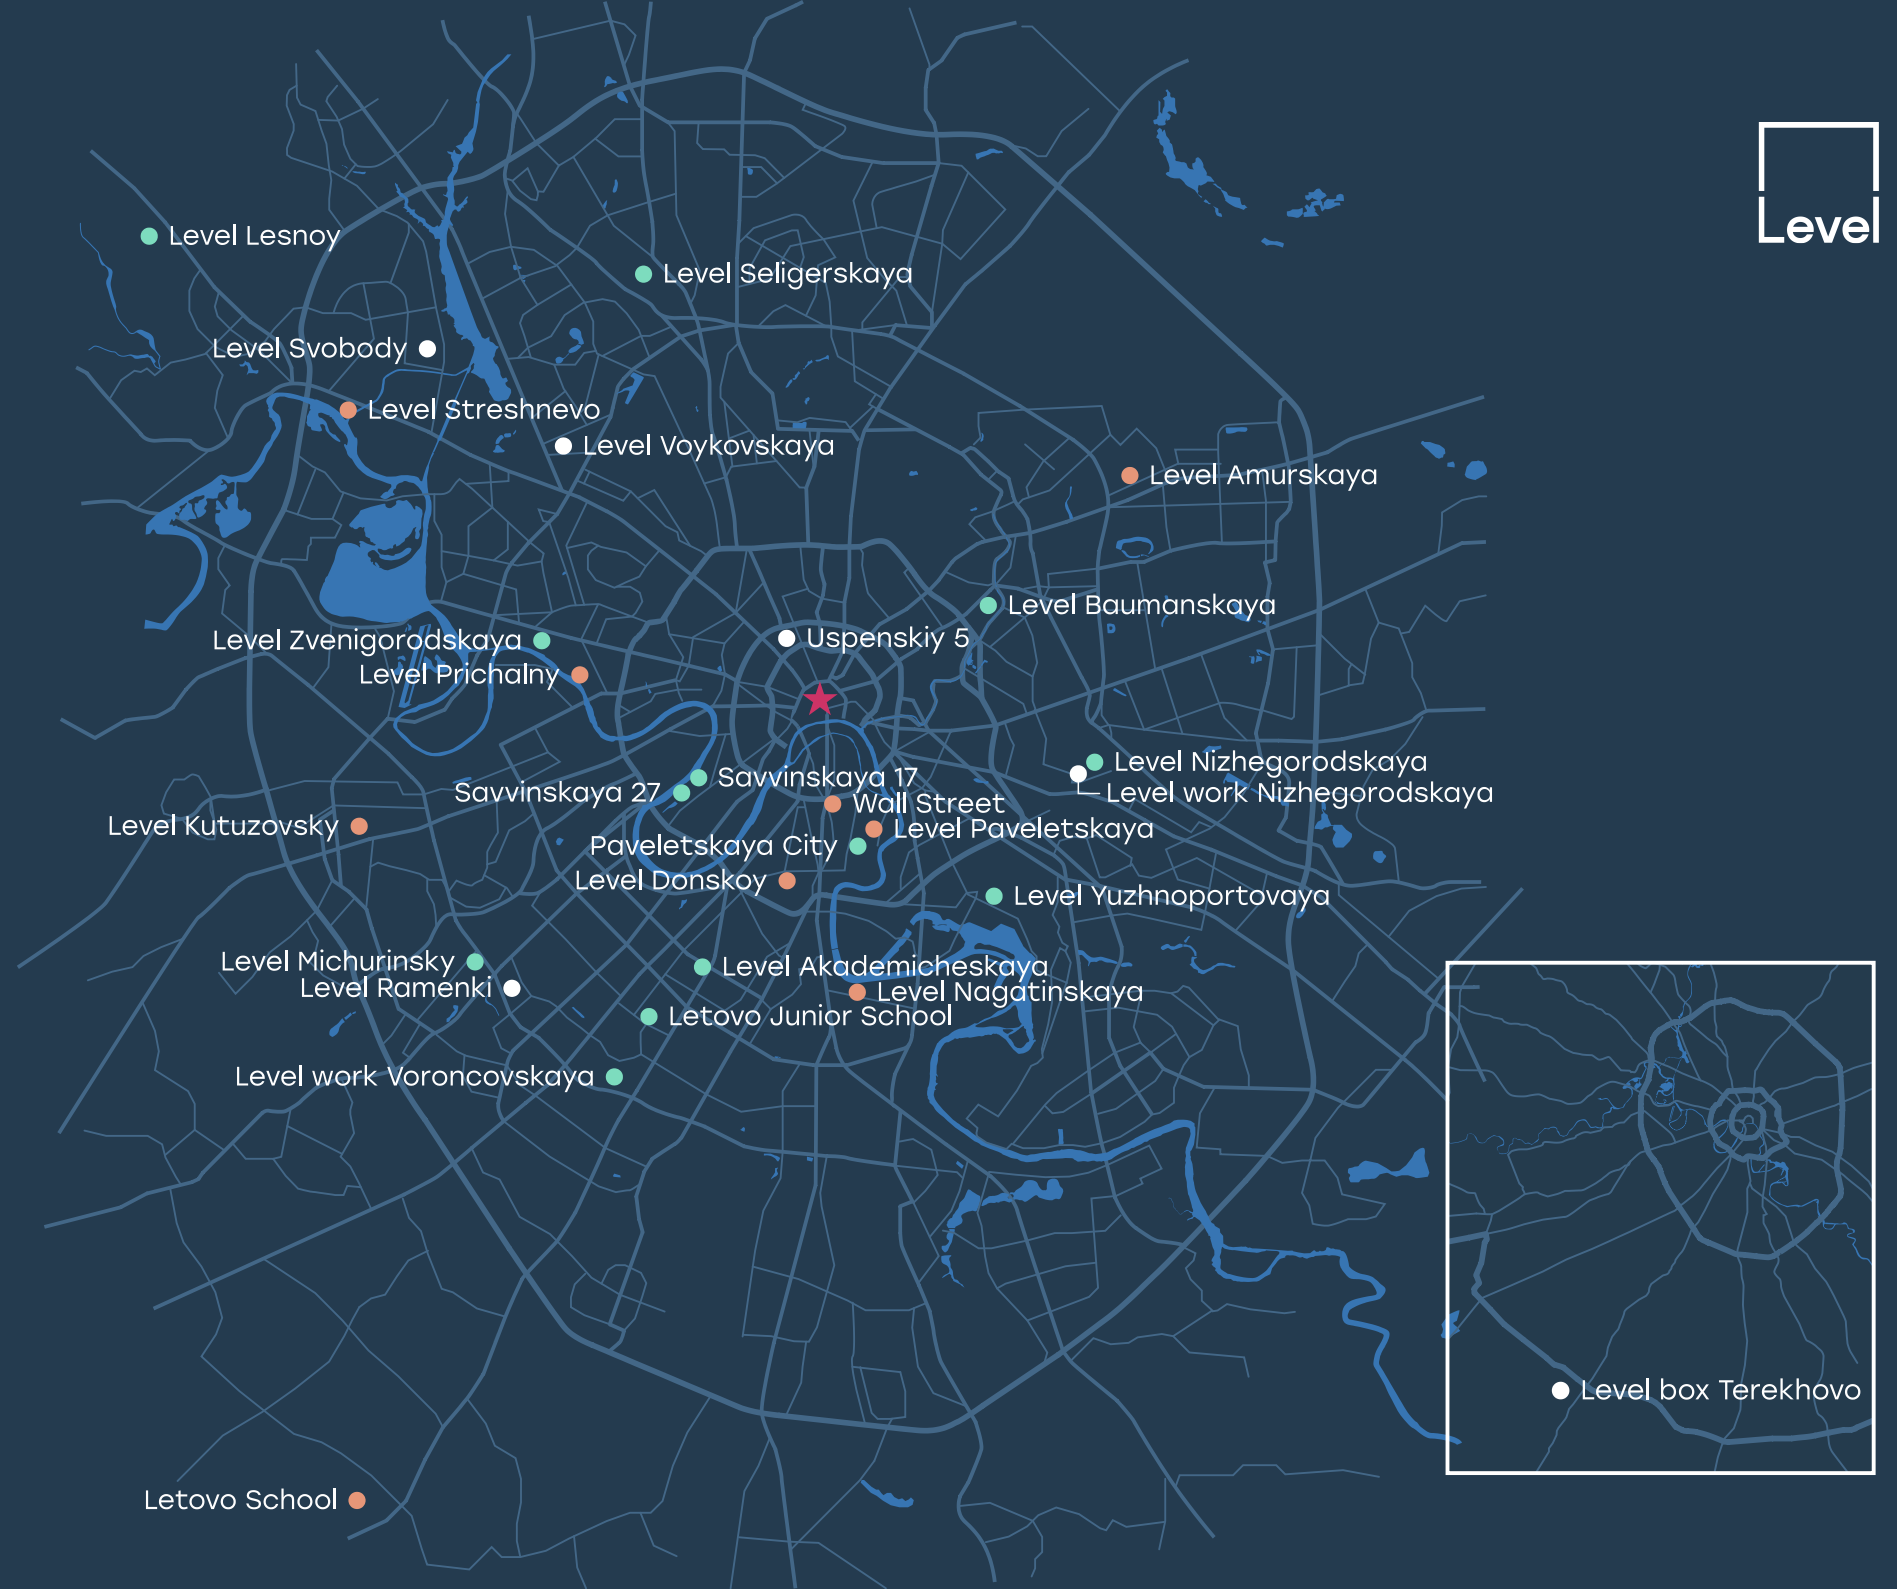 Level
Level Lesnoy
Level Seligerskaya
Level Svobody
Level Streshnevo
Level Voykovskaya
Level Amurskaya
Level Baumanskaya
Level Zvenigorodskaya
Uspenskiy 5
Level Prichalny
Level Nizhegorodskaya
Savvinskaya 17
Savvinskaya 27
Level work Nizhegorodskaya
Wall Street
Level Kutuzovsky
Level Paveletskaya
Paveletskaya City
Level Donskoy
Level Yuzhnoportovaya
Level Michurinsky
Level Akademicheskaya
Level Ramenki
Level Nagatinskaya
Letovo Junior School
Level work Voroncovskaya
Level box Terekhovo
Letovo School